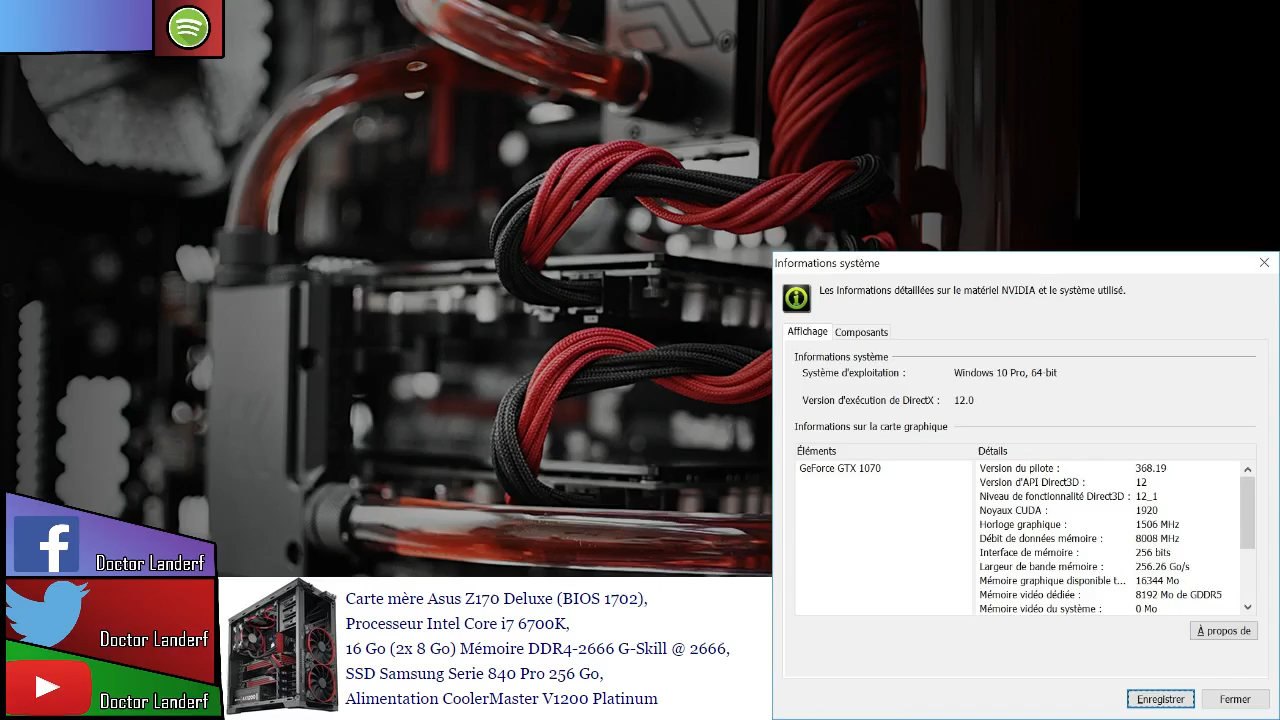 Informations système
Les informations détaillées sur le matériel NVIDIA et le système utilisé.
Affichage
Composants
Informations système
Système d'exploitation : Windows 10 Pro, 64-bit
Version d'exécution de DirectX : 12.0
Informations sur la carte graphique
Éléments
Détails
GeForce GTX 1070
Version du pilote : 368.19
Version d'API Direct3D : 12
Niveau de fonctionnalité Direct3D : 12_1
Noyaux CUDA : 1920
Horloge graphique : 1506 MHz
Débit de données mémoire : 8008 MHz
Interface de mémoire : 256 bits
Largeur de bande mémoire : 256.26 Go/s
Mémoire graphique disponible t... 16344 Mo
Mémoire vidéo dédiée : 8192 Mo de GDDR5
Mémoire vidéo du système : 0 Mo
À propos de
Enregistrer
Fermer
Doctor Landerf
Doctor Landerf
Doctor Landerf
Carte mère Asus Z170 Deluxe (BIOS 1702),
Processeur Intel Core i7 6700K,
16 Go (2x 8 Go) Mémoire DDR4-2666 G-Skill @ 2666,
SSD Samsung Serie 840 Pro 256 Go,
Alimentation CoolerMaster V1200 Platinum